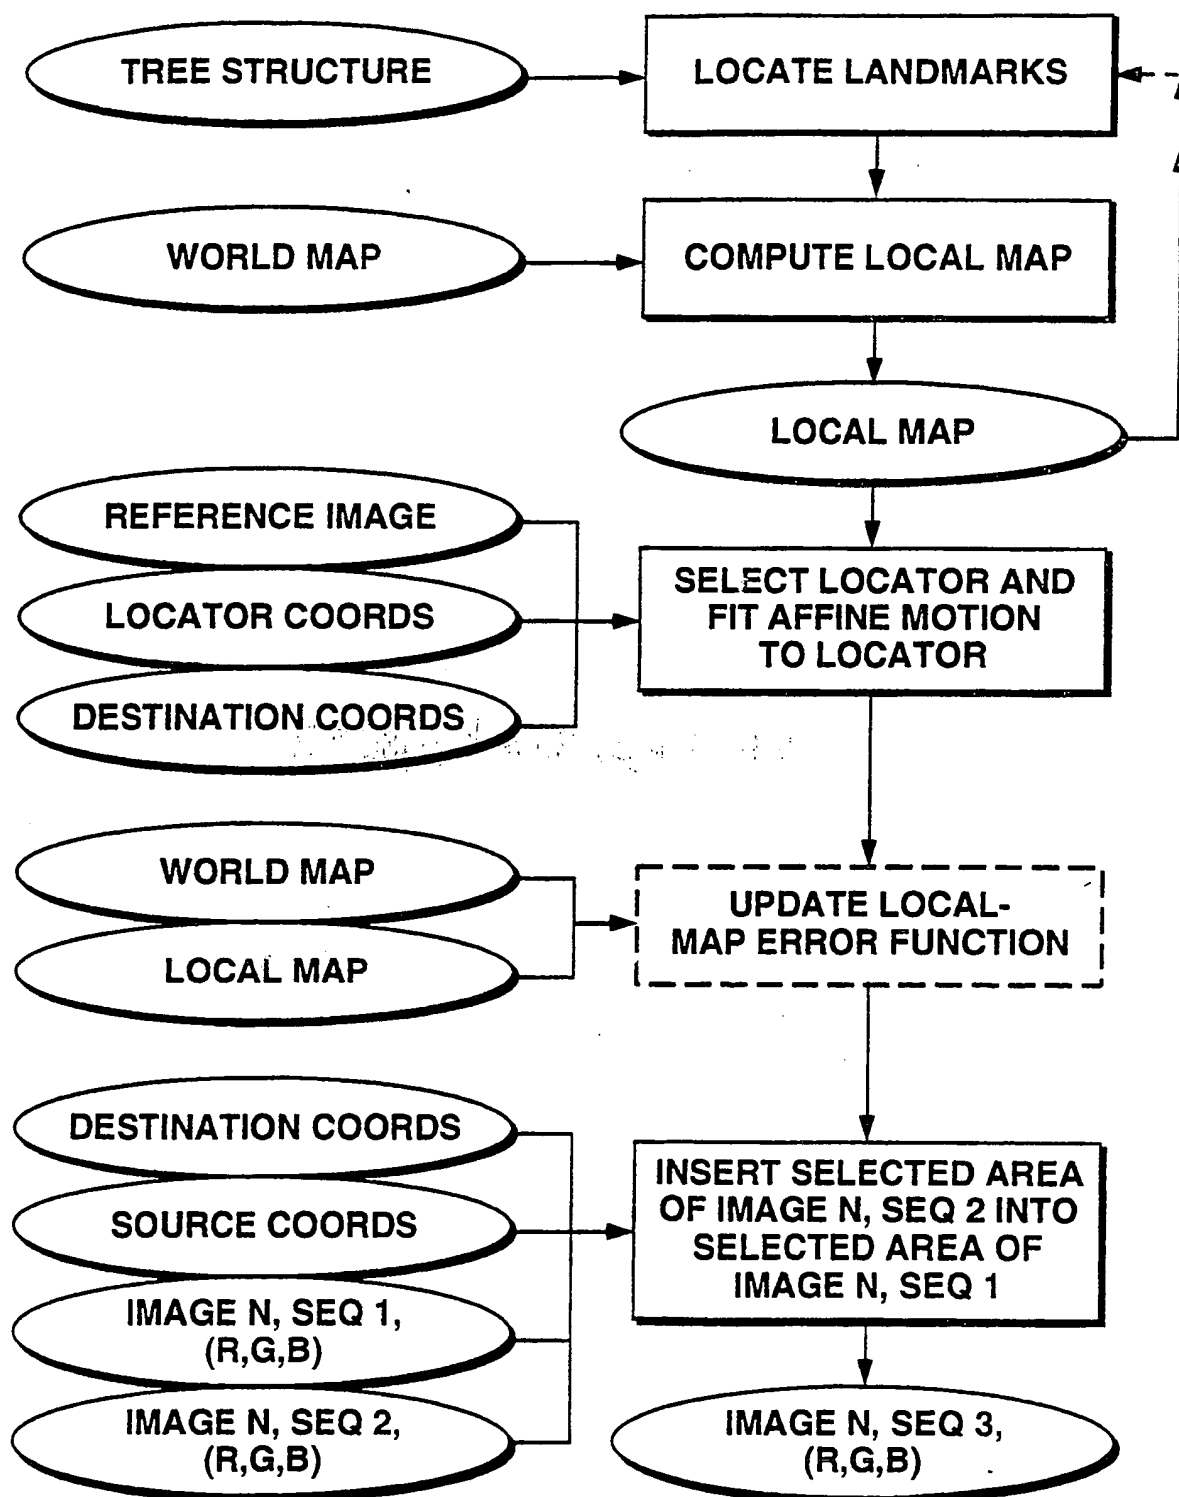 TREE STRUCTURE
LOCATE LANDMARKS
WORLD MAP
COMPUTE LOCAL MAP
LOCAL MAP
REFERENCE IMAGE
LOCATOR COORDS
DESTINATION COORDS
SELECT LOCATOR AND
FIT AFFINE MOTION
TO LOCATOR
WORLD MAP
LOCAL MAP
UPDATE LOCAL-
MAP ERROR FUNCTION
DESTINATION COORDS
SOURCE COORDS
IMAGE N, SEQ 1,
(R,G,B)
IMAGE N, SEQ 2,
(R,G,B)
INSERT SELECTED AREA
OF IMAGE N, SEQ 2 INTO
SELECTED AREA OF
IMAGE N, SEQ 1
IMAGE N, SEQ 3,
(R,G,B)